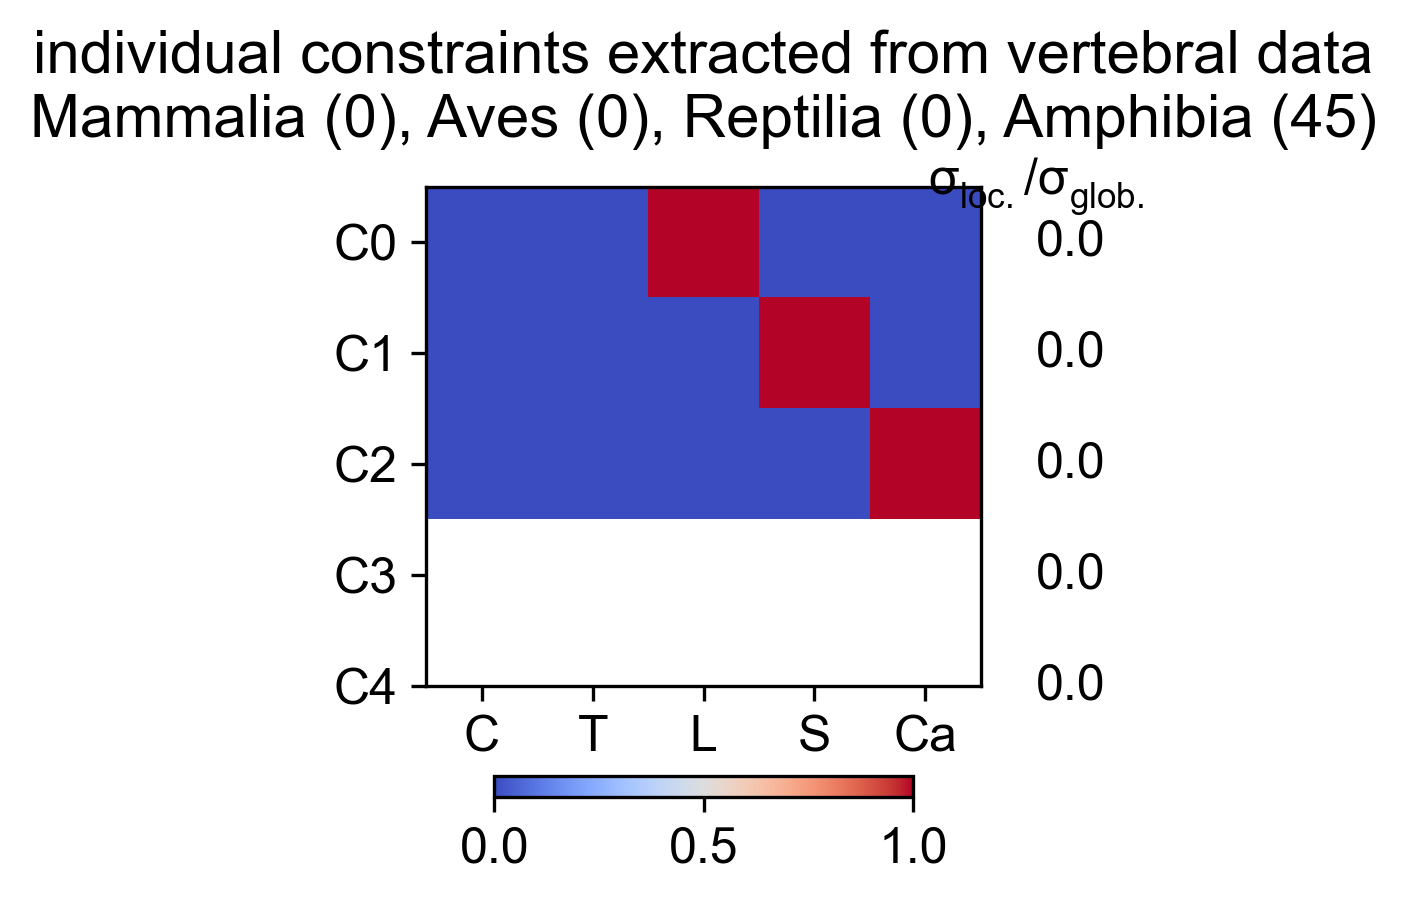 individual constraints extracted from vertebral data
Mammalia (0), Aves (0), Reptilia (0), Amphibia (45)
σloc. /σglob.
C0 0.0
C1 0.0
C2 0.0
C3 0.0
C4 0.0
C T L S Ca
0.0 0.5 1.0